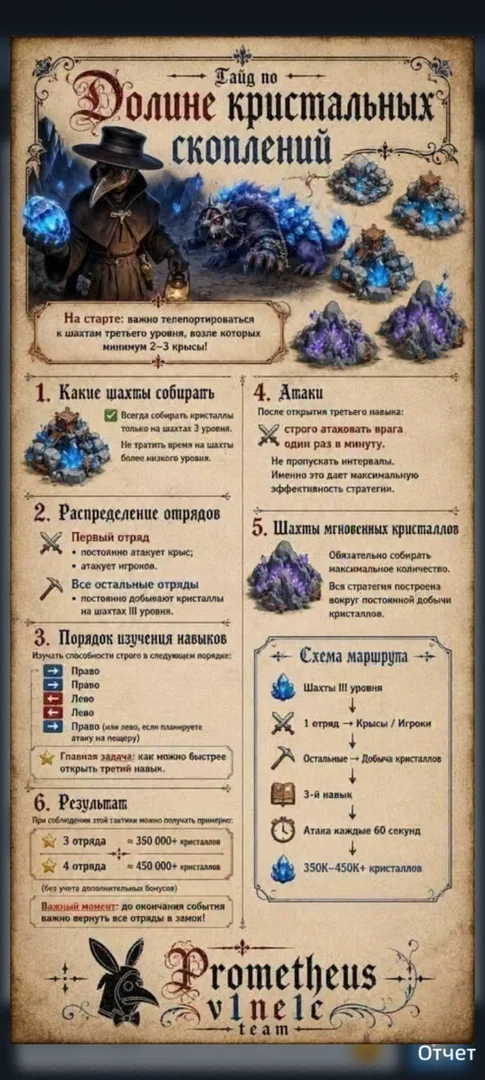 Гайд по
Долине кристальных
скоплений
На старте: важно телепортироваться
к шахтам третьего уровня, возле которых
минимум 2–3 крысы!
1. Какие шахты собирать
Всегда собирать кристаллы
только на шахтах 3 уровня.
Не тратить время на шахты
более низкого уровня.
2. Распределение отрядов
Первый отряд
• постоянно атакует крыс;
• атакует игроков.
Все остальные отряды
• постоянно добывают кристаллы
на шахтах III уровня.
3. Порядок изучения навыков
Изучать способности строго в следующем порядке:
→ Право
→ Право
← Лево
← Лево
→ Право (или лево, если планируете
атаку на пещеру)
Главная задача: как можно быстрее
открыть третий навык.
6. Результат
При соблюдении этой тактики можно получать примерно:
3 отряда ≈ 350 000+ кристаллов
4 отряда ≈ 450 000+ кристаллов
(без учета дополнительных бонусов)
Важный момент: до окончания события
важно вернуть все отряды в замок!
4. Атаки
После открытия третьего навыка:
строго атаковать врага
один раз в минуту.
Не пропускать интервалы.
Именно это дает максимальную
эффективность стратегии.
5. Шахты мгновенных кристаллов
Обязательно собирать
максимальное количество.
Вся стратегия построена
вокруг постоянной добычи
кристаллов.
Схема маршрута
Шахты III уровня
1 отряд → Крысы / Игроки
Остальные → Добыча кристаллов
3-й навык
Атака каждые 60 секунд
350K–450K+ кристаллов
Prometheus
v1ne1c
team
Отчет